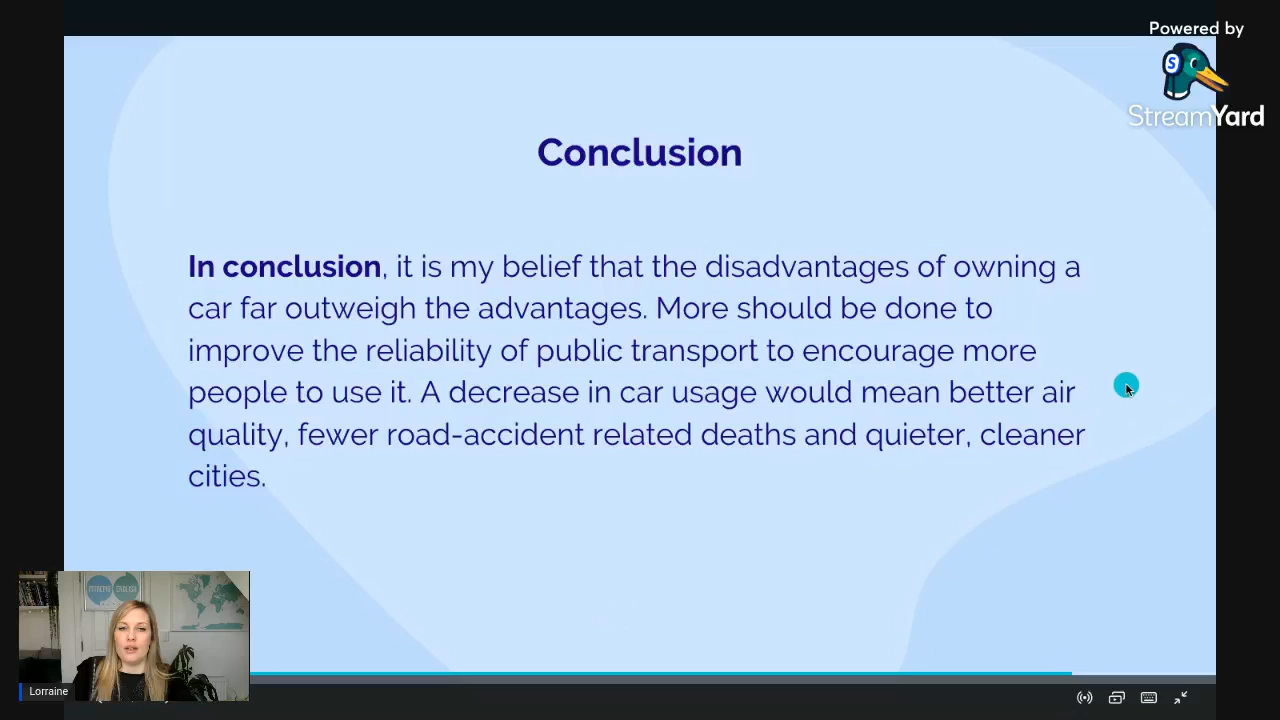 Powered by
StreamYard
Conclusion
In conclusion, it is my belief that the disadvantages of owning a
car far outweigh the advantages. More should be done to
improve the reliability of public transport to encourage more
people to use it. A decrease in car usage would mean better air
quality, fewer road-accident related deaths and quieter, cleaner
cities.
Lorraine